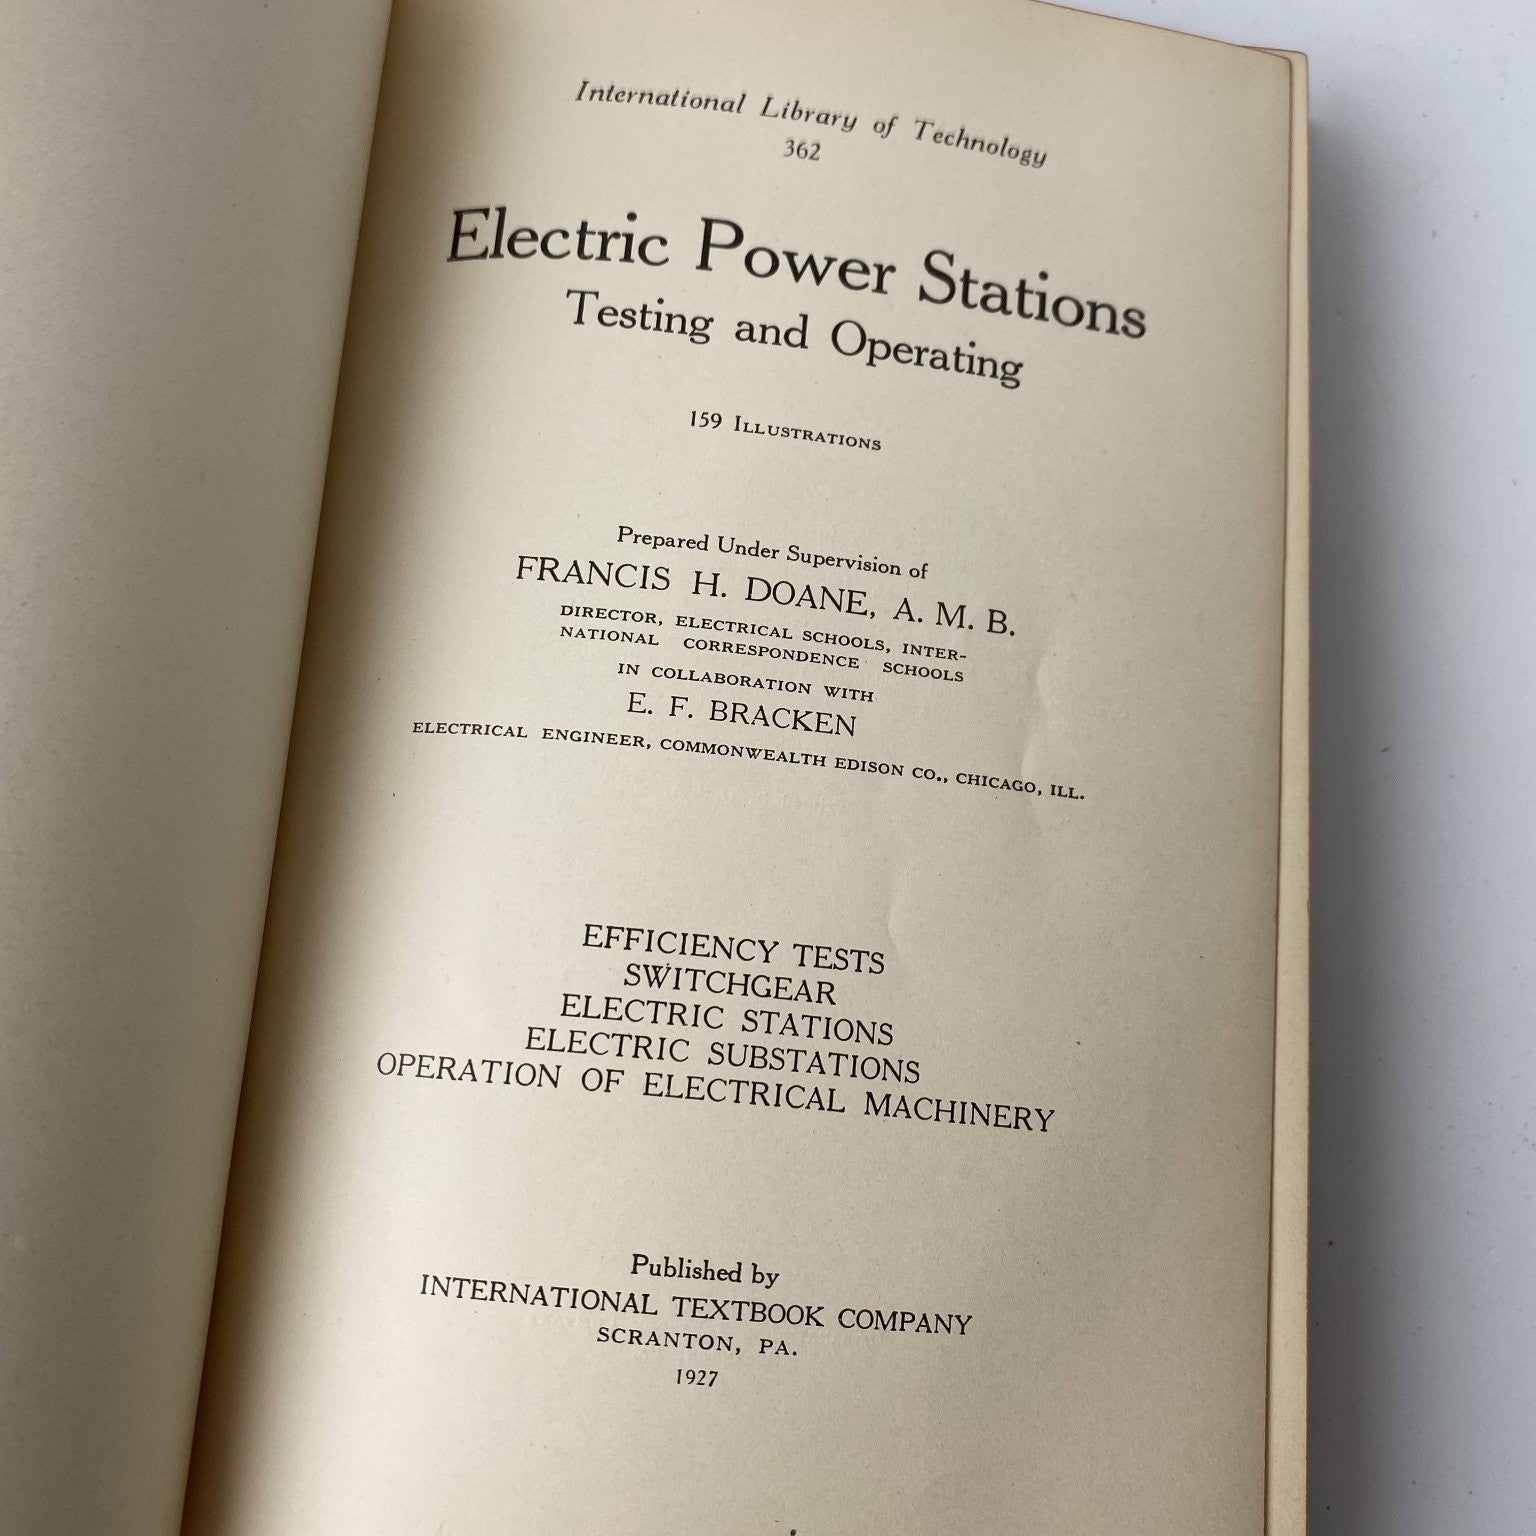 International Library of Technology
362
Electric Power Stations
Testing and Operating
159 Illustrations
Prepared Under Supervision of
FRANCIS H. DOANE, A. M. B.
DIRECTOR, ELECTRICAL SCHOOLS, INTER-
NATIONAL CORRESPONDENCE SCHOOLS
IN COLLABORATION WITH
E. F. BRACKEN
ELECTRICAL ENGINEER, COMMONWEALTH EDISON CO., CHICAGO, ILL.
EFFICIENCY TESTS
SWITCHGEAR
ELECTRIC STATIONS
ELECTRIC SUBSTATIONS
OPERATION OF ELECTRICAL MACHINERY
Published by
INTERNATIONAL TEXTBOOK COMPANY
SCRANTON, PA.
1927